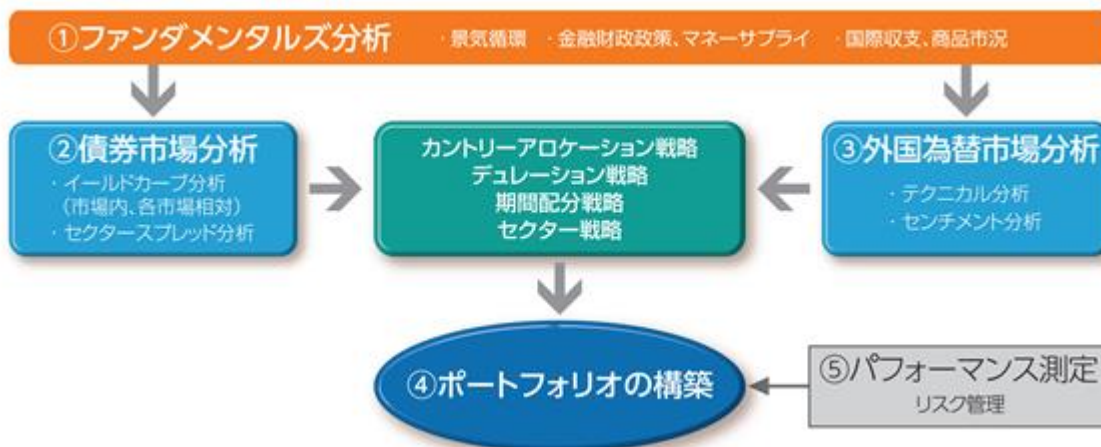 ①ファンダメンタルズ分析 ・景気循環 ・金融財政政策、マネーサプライ ・国際収支、商品市況
②債券市場分析
・イールドカーブ分析
（市場内、各市場相対）
・セクタースプレッド分析
カントリーアロケーション戦略
デュレーション戦略
期間配分戦略
セクター戦略
③外国為替市場分析
・テクニカル分析
・センチメント分析
④ポートフォリオの構築
⑤パフォーマンス測定
リスク管理